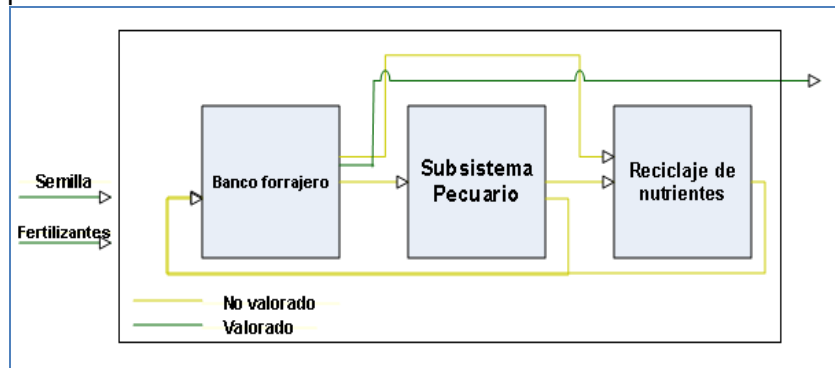 Semilla
Fertilizantes
Banco forrajero
Subsistema
Pecuario
Reciclaje de
nutrientes
No valorado
Valorado